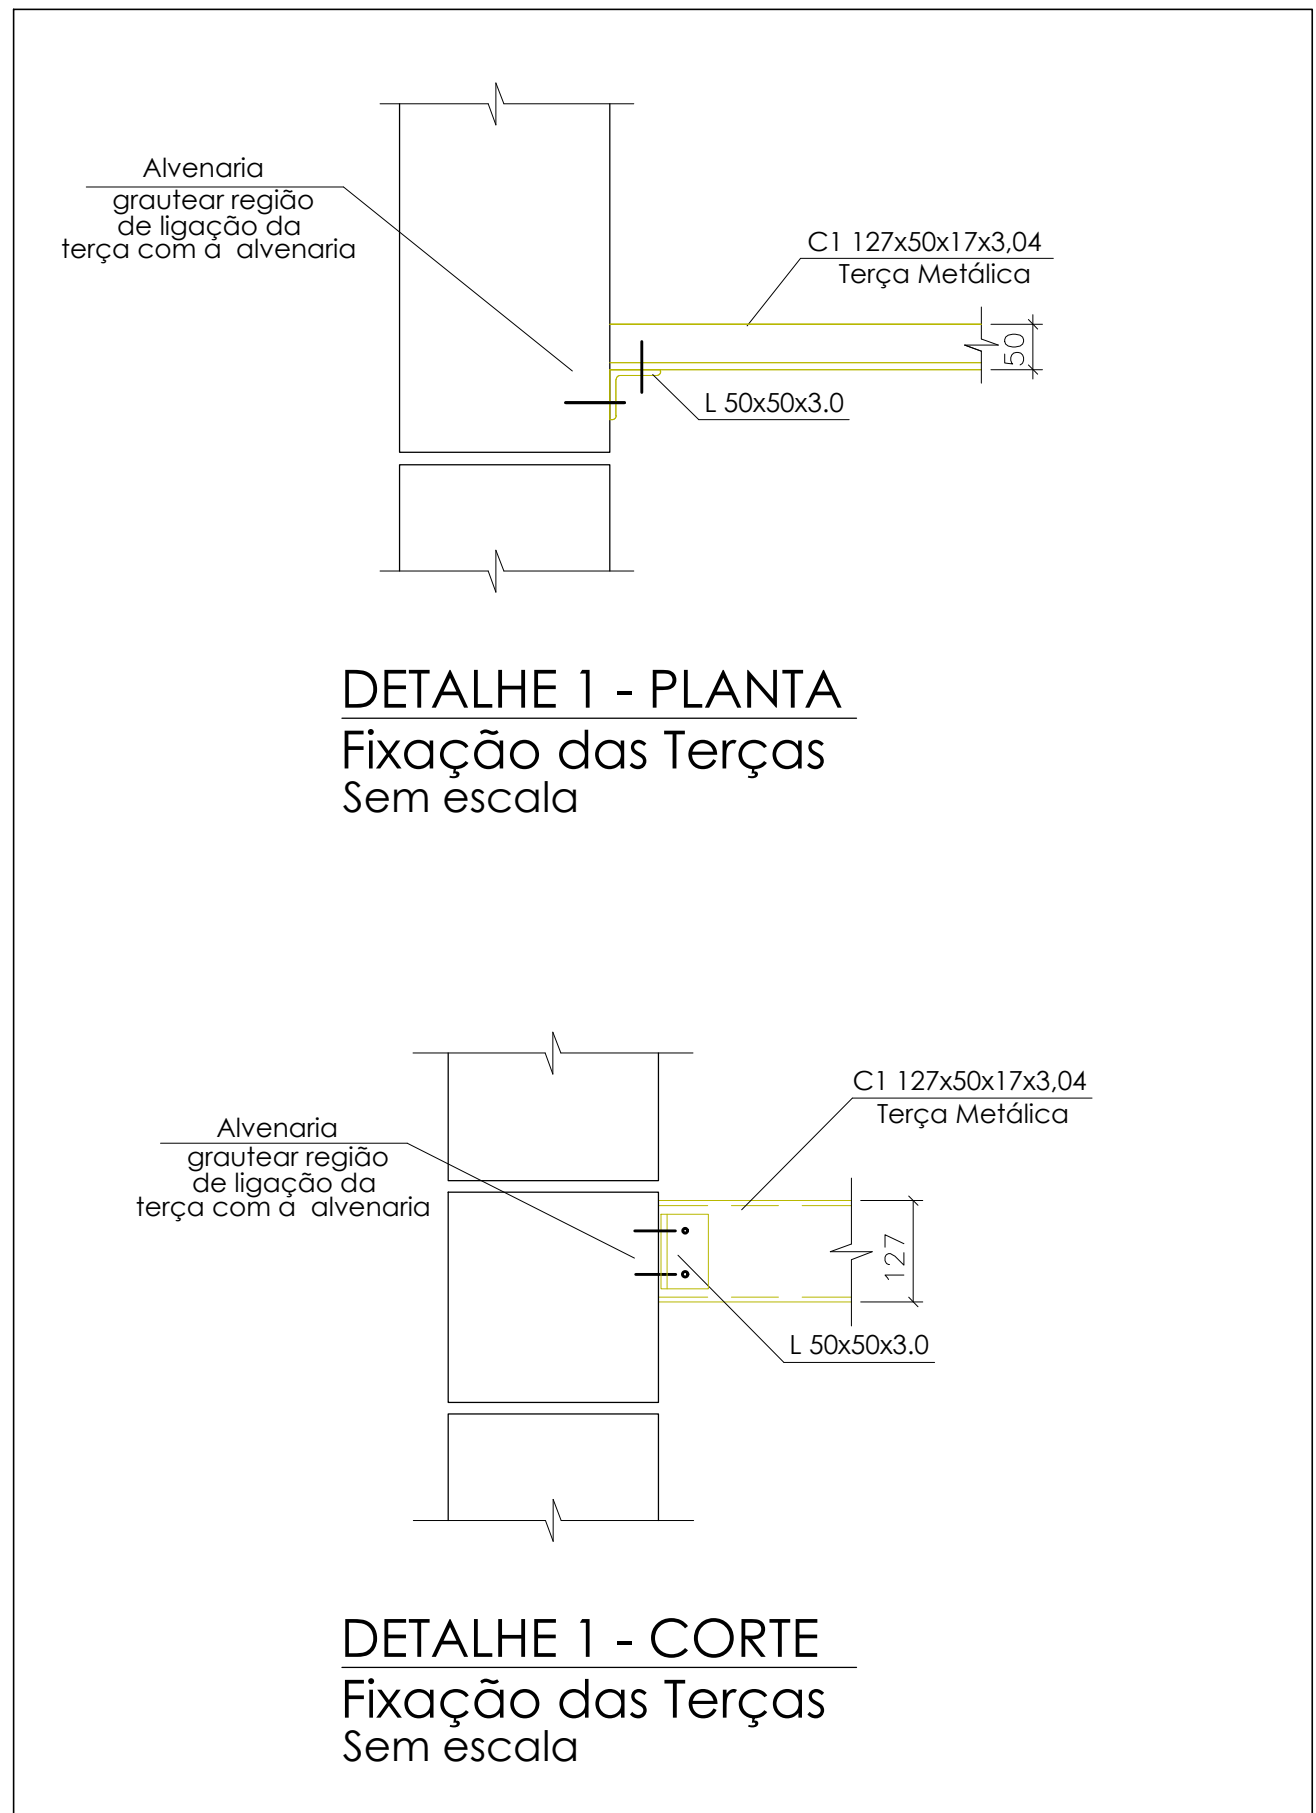 Alvenaria
grautear região
de ligação da
terça com a  alvenaria
C1 127x50x17x3,04
Terça Metálica
50
L 50x50x3.0
DETALHE 1 - PLANTA
Fixação das Terças
Sem escala
C1 127x50x17x3,04
Terça Metálica
Alvenaria
grautear região
de ligação da
terça com a  alvenaria
127
L 50x50x3.0
DETALHE 1 - CORTE
Fixação das Terças
Sem escala